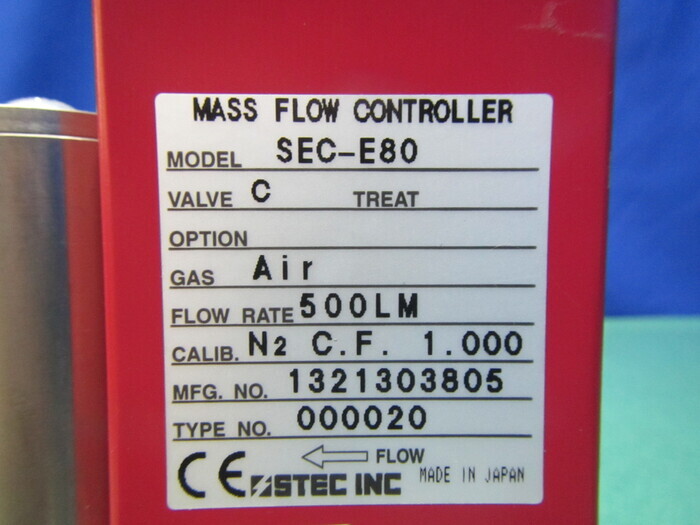 MASS FLOW CONTROLLER
MODEL SEC-E80
VALVE C TREAT
OPTION
GAS Air
FLOW RATE 500LM
CALIB. N2 C.F. 1.000
MFG. NO. 1321303805
TYPE NO. 000020
CE FLOW
STEC INC MADE IN JAPAN